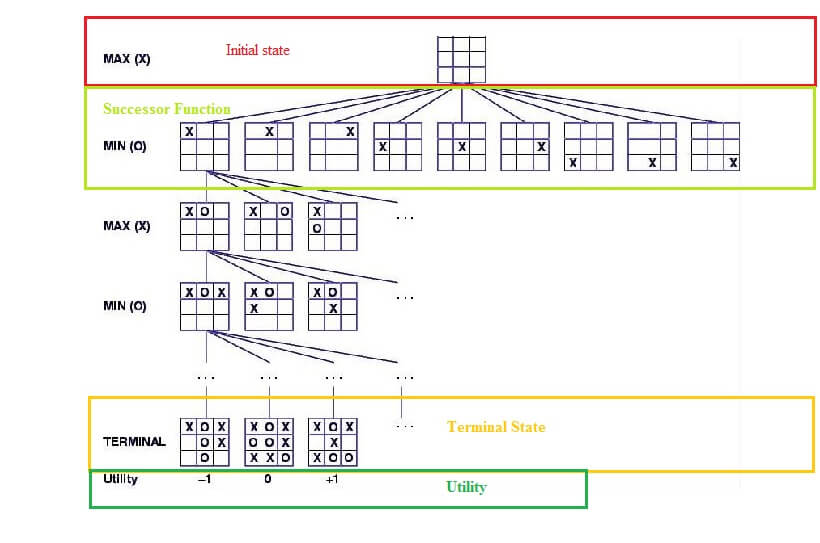 MAX (X) Initial state
Successor Function
X X X
MIN (O) X X X
X X X
X O X O X
MAX (X) O
...
X O X X O X O
MIN (O) X X
...
... ... ... ...
X O X X O X X O X ... Terminal State
TERMINAL O X O O X X
O X X O X O O
Utility –1 0 +1
Utility